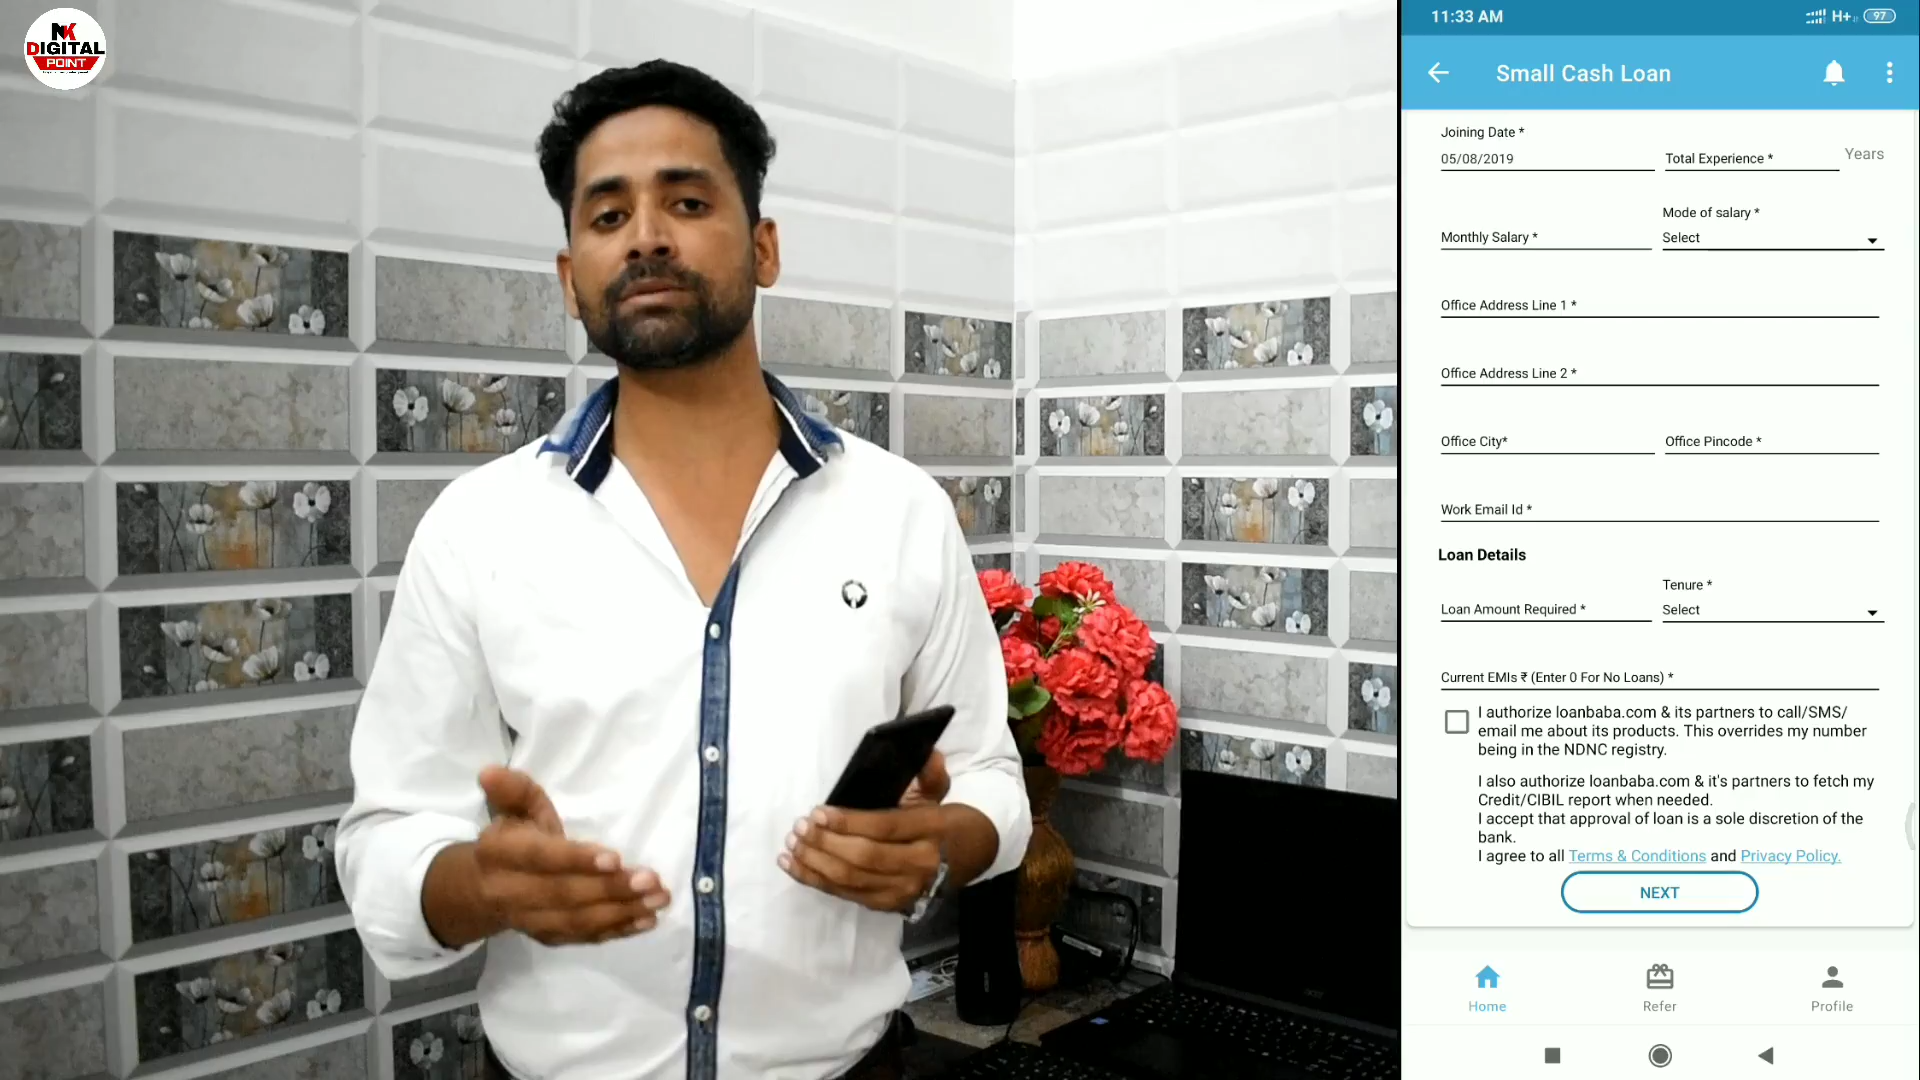 NK
DIGITAL
POINT
11:33 AM
H+
97
Small Cash Loan
Joining Date *
05/08/2019
Total Experience *
Years
Monthly Salary *
Mode of salary *
Select
Office Address Line 1 *
Office Address Line 2 *
Office City*
Office Pincode *
Work Email Id *
Loan Details
Loan Amount Required *
Tenure *
Select
Current EMIs ₹ (Enter 0 For No Loans) *
I authorize loanbaba.com & its partners to call/SMS/
email me about its products. This overrides my number
being in the NDNC registry.
I also authorize loanbaba.com & it's partners to fetch my
Credit/CIBIL report when needed.
I accept that approval of loan is a sole discretion of the
bank.
I agree to all Terms & Conditions and Privacy Policy.
NEXT
Home
Refer
Profile